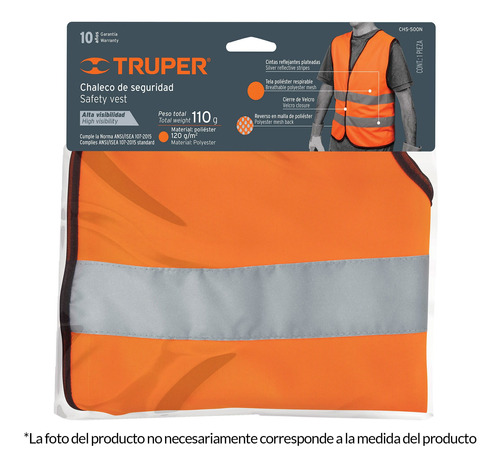 10 años Garantía
Warranty
TRUPER®
Chaleco de seguridad
Safety vest
Alta visibilidad
High visibility
Cumple la Norma ANSI/ISEA 107-2015
Complies ANSI/ISEA 107-2015 standard
Peso total
Total weight 110 g
Material: poliéster
120 g/m²
Material: Polyester
CHS-500N
CONT.: 1 PIEZA
Cintas reflejantes plateadas
Silver reflective stripes
Tela poliéster respirable
Breathable polyester mesh
Cierre de Velcro
Velcro closure
Reverso en malla de poliéster
Polyester mesh back
*La foto del producto no necesariamente corresponde a la medida del producto